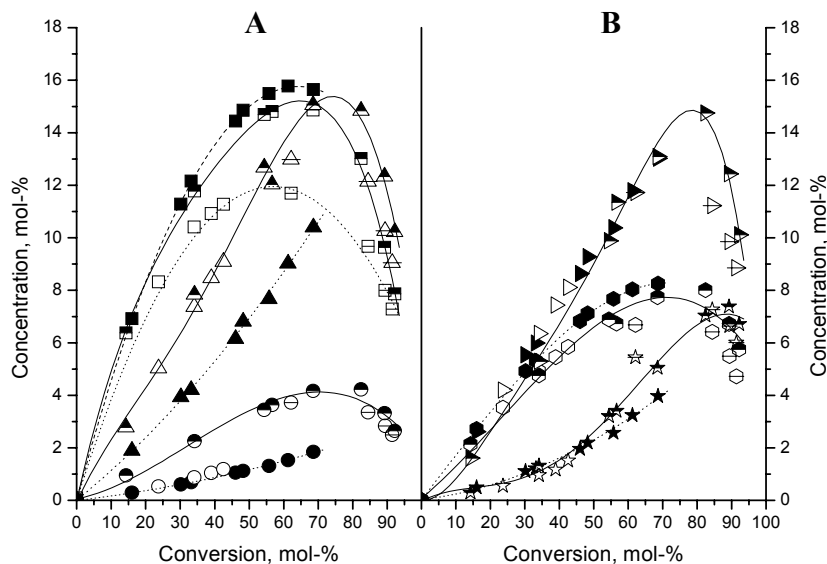 A B
18 18
16 16
14 14
12 12
10 10
8 8
6 6
4 4
2 2
0 0
0 10 20 30 40 50 60 70 80 90 0 10 20 30 40 50 60 70 80 90 100
Concentration, mol-%
Concentration, mol-%
Conversion, mol-% Conversion, mol-%